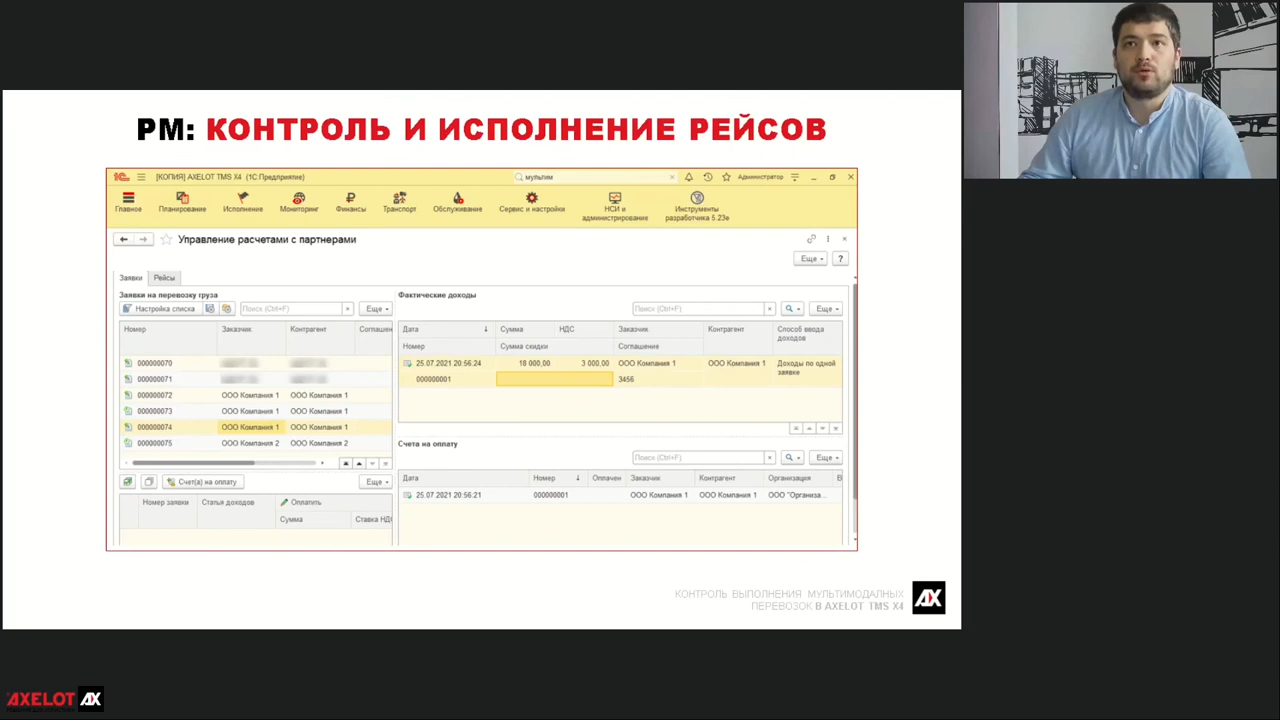 РМ: КОНТРОЛЬ И ИСПОЛНЕНИЕ РЕЙСОВ
[КОПИЯ] AXELOT TMS X4 (1С:Предприятие)
мультим
Администратор
Главное
Планирование
Исполнение
Мониторинг
Финансы
Транспорт
Обслуживание
Сервис и настройки
НСИ и
администрирование
Инструменты
разработчика 5.23e
Управление расчетами с партнерами
Еще
?
Заявки
Рейсы
Заявки на перевозку груза
Настройка списка
Поиск (Ctrl+F)
Еще
Номер
Заказчик
Контрагент
Соглашен
000000070
000000071
000000072 ООО Компания 1 ООО Компания 1
000000073 ООО Компания 1 ООО Компания 1
000000074 ООО Компания 1 ООО Компания 1
000000075 ООО Компания 2 ООО Компания 2
Счет(а) на оплату
Еще
Номер заявки
Статья доходов
Оплатить
Сумма
Ставка НД
Фактические доходы
Поиск (Ctrl+F)
Еще
Дата Сумма НДС Заказчик Контрагент Способ ввода
доходов
Номер Сумма скидки Соглашение
25.07.2021 20:56:24 18 000,00 3 000,00 ООО Компания 1 ООО Компания 1 Доходы по одной
заявке
000000001 3456
Счета на оплату
Поиск (Ctrl+F)
Еще
Дата Номер Оплачен Заказчик Контрагент Организация В
25.07.2021 20:56:21 000000001 ООО Компания 1 ООО Компания 1 ООО "Организа...
КОНТРОЛЬ ВЫПОЛНЕНИЯ МУЛЬТИМОДАЛЬНЫХ
ПЕРЕВОЗОК В AXELOT TMS X4
AX
AXELOT AX